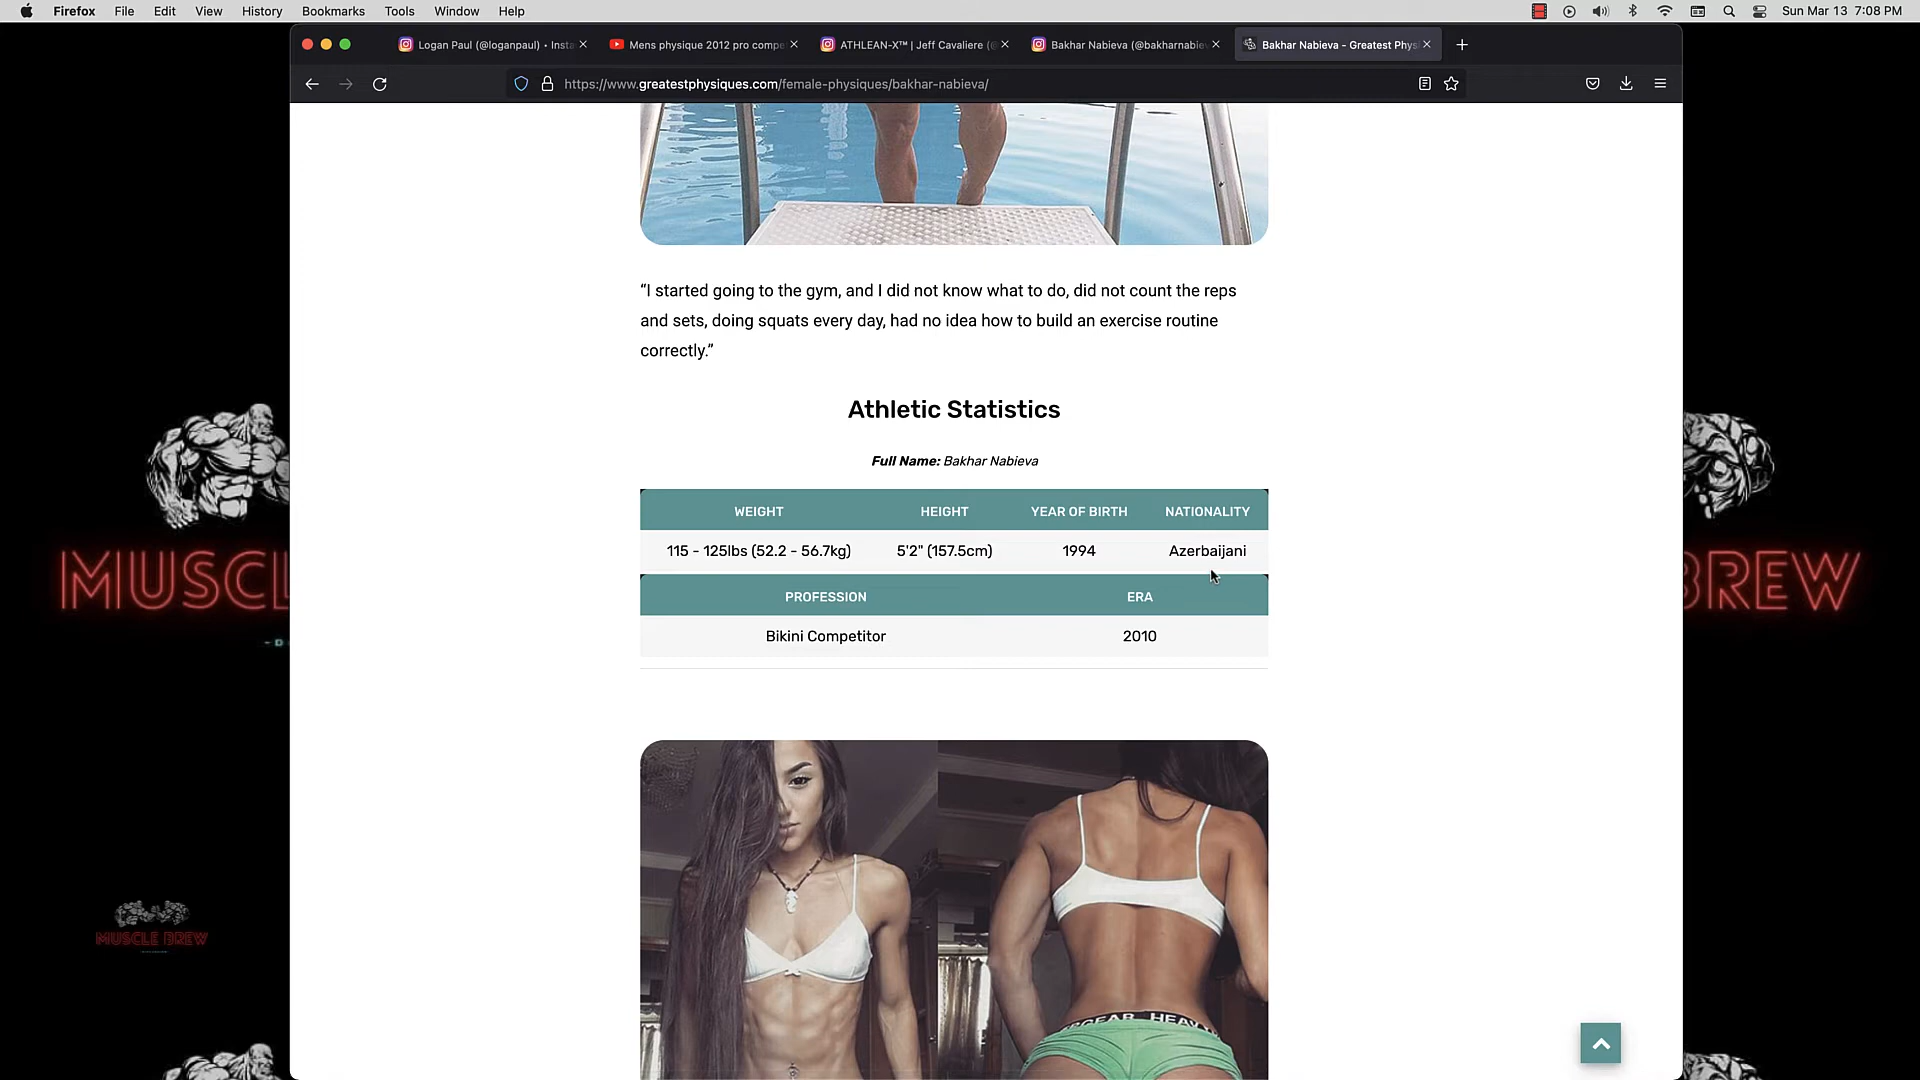 Firefox File Edit View History Bookmarks Tools Window Help Sun Mar 13 7:08 PM
Logan Paul (@loganpaul) • Insta Mens physique 2012 pro compe ATHLEAN-X™ | Jeff Cavaliere (@ Bakhar Nabieva (@bakharnabie Bakhar Nabieva - Greatest Phys
https://www.greatestphysiques.com/female-physiques/bakhar-nabieva/
“I started going to the gym, and I did not know what to do, did not count the reps
and sets, doing squats every day, had no idea how to build an exercise routine
correctly.”
Athletic Statistics
Full Name: Bakhar Nabieva
WEIGHT HEIGHT YEAR OF BIRTH NATIONALITY
115 - 125lbs (52.2 - 56.7kg) 5'2" (157.5cm) 1994 Azerbaijani
PROFESSION ERA
Bikini Competitor 2010
MUSCL BREW
MUSCLE BREW
GEAR HEAV